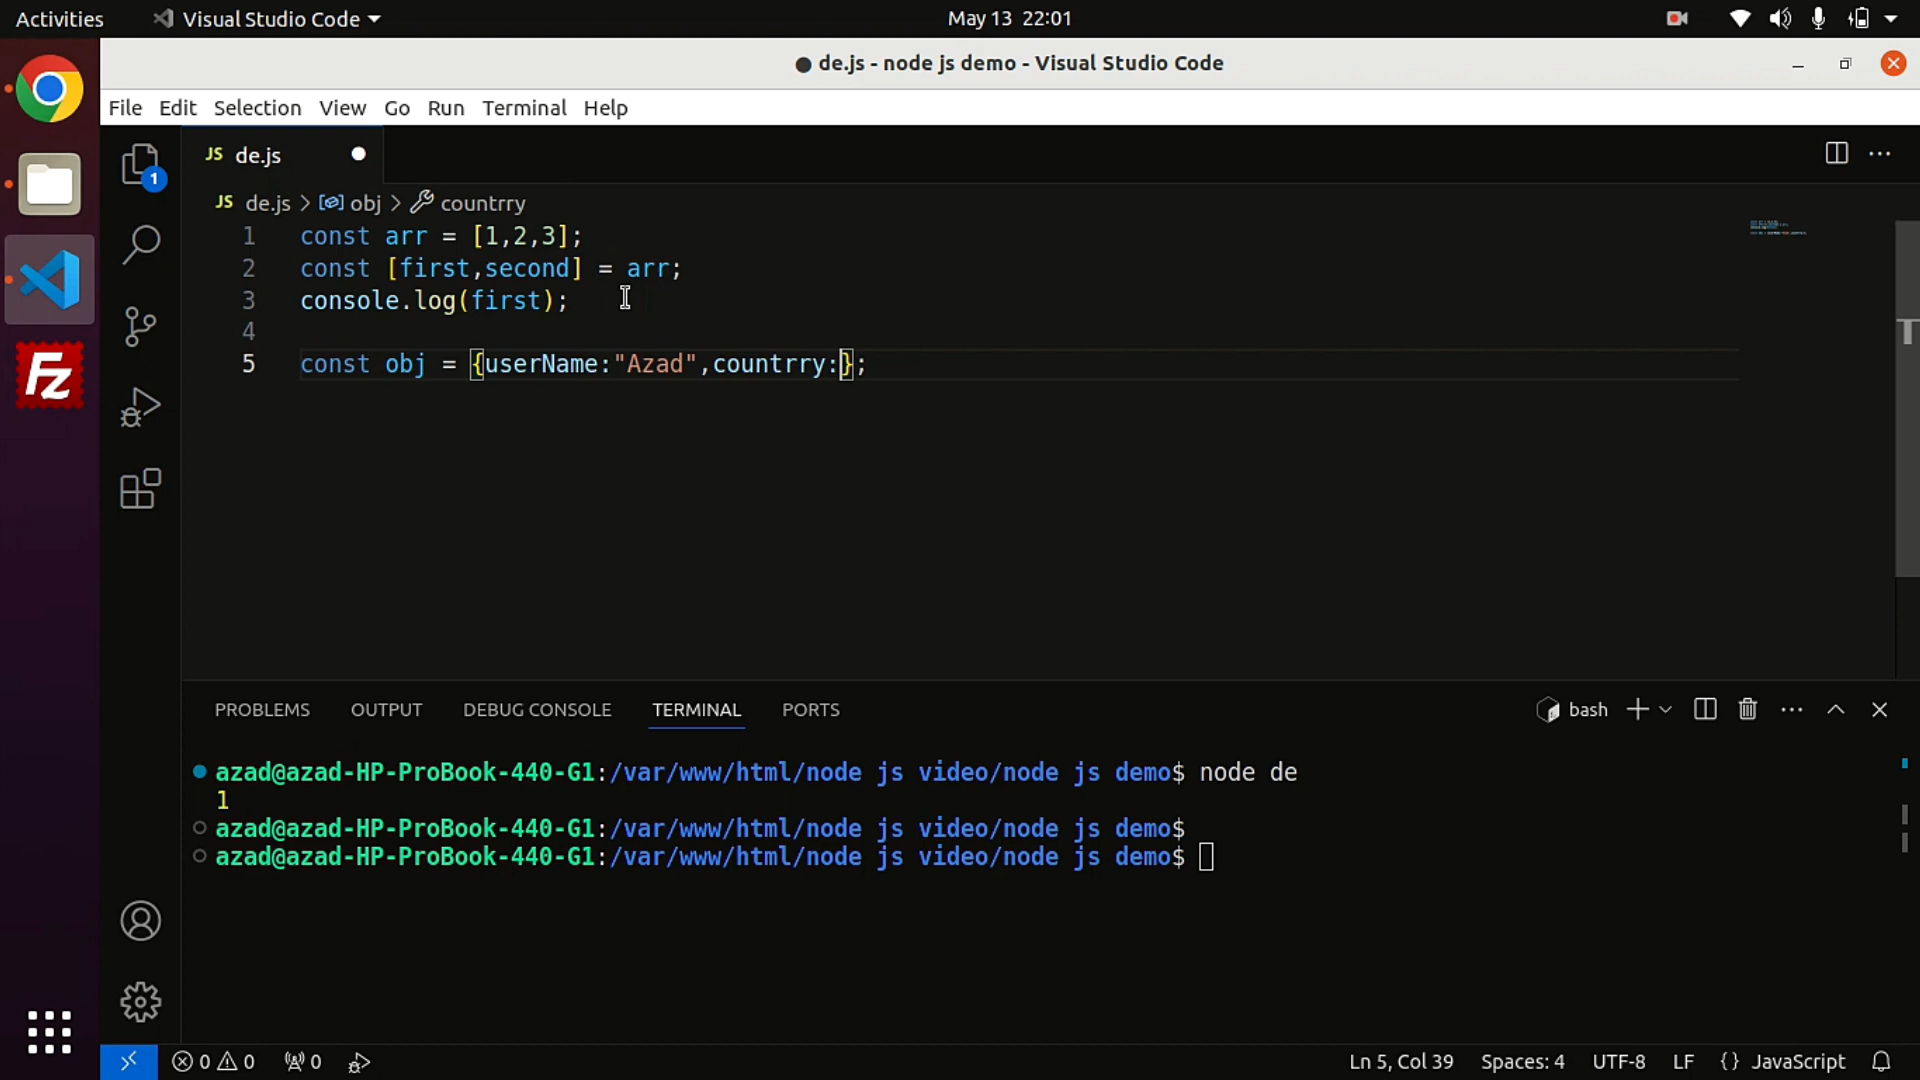 Activities
Visual Studio Code
May 13 22:01
● de.js - node js demo - Visual Studio Code
File Edit Selection View Go Run Terminal Help
JS de.js
1
JS de.js > obj > countrry
1 const arr = [1,2,3];
2 const [first,second] = arr;
3 console.log(first);
4
5 const obj = {userName:"Azad",countrry:};
Fz
PROBLEMS OUTPUT DEBUG CONSOLE TERMINAL PORTS
bash
azad@azad-HP-ProBook-440-G1:/var/www/html/node js video/node js demo$ node de
1
azad@azad-HP-ProBook-440-G1:/var/www/html/node js video/node js demo$
azad@azad-HP-ProBook-440-G1:/var/www/html/node js video/node js demo$
0 0 0
Ln 5, Col 39 Spaces: 4 UTF-8 LF {} JavaScript